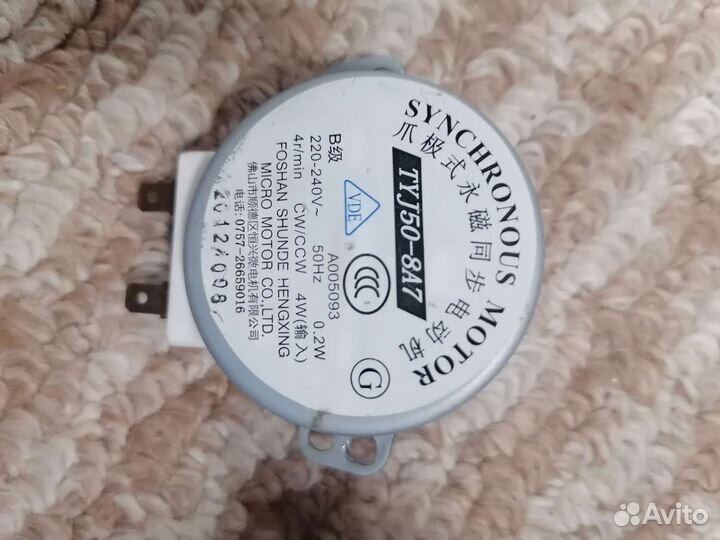 SYNCHRONOUS MOTOR
爪极式永磁同步电动机
TYJ50-8A7
VDE
G
B级 A005093
220-240V~ 50Hz 0.2W
4r/min CW/CCW 4W(输入)
FOSHAN SHUNDE HENGXING
MICRO MOTOR CO.,LTD.
佛山市顺德区恒兴微电机有限公司
电话:0757-26659016
Avito